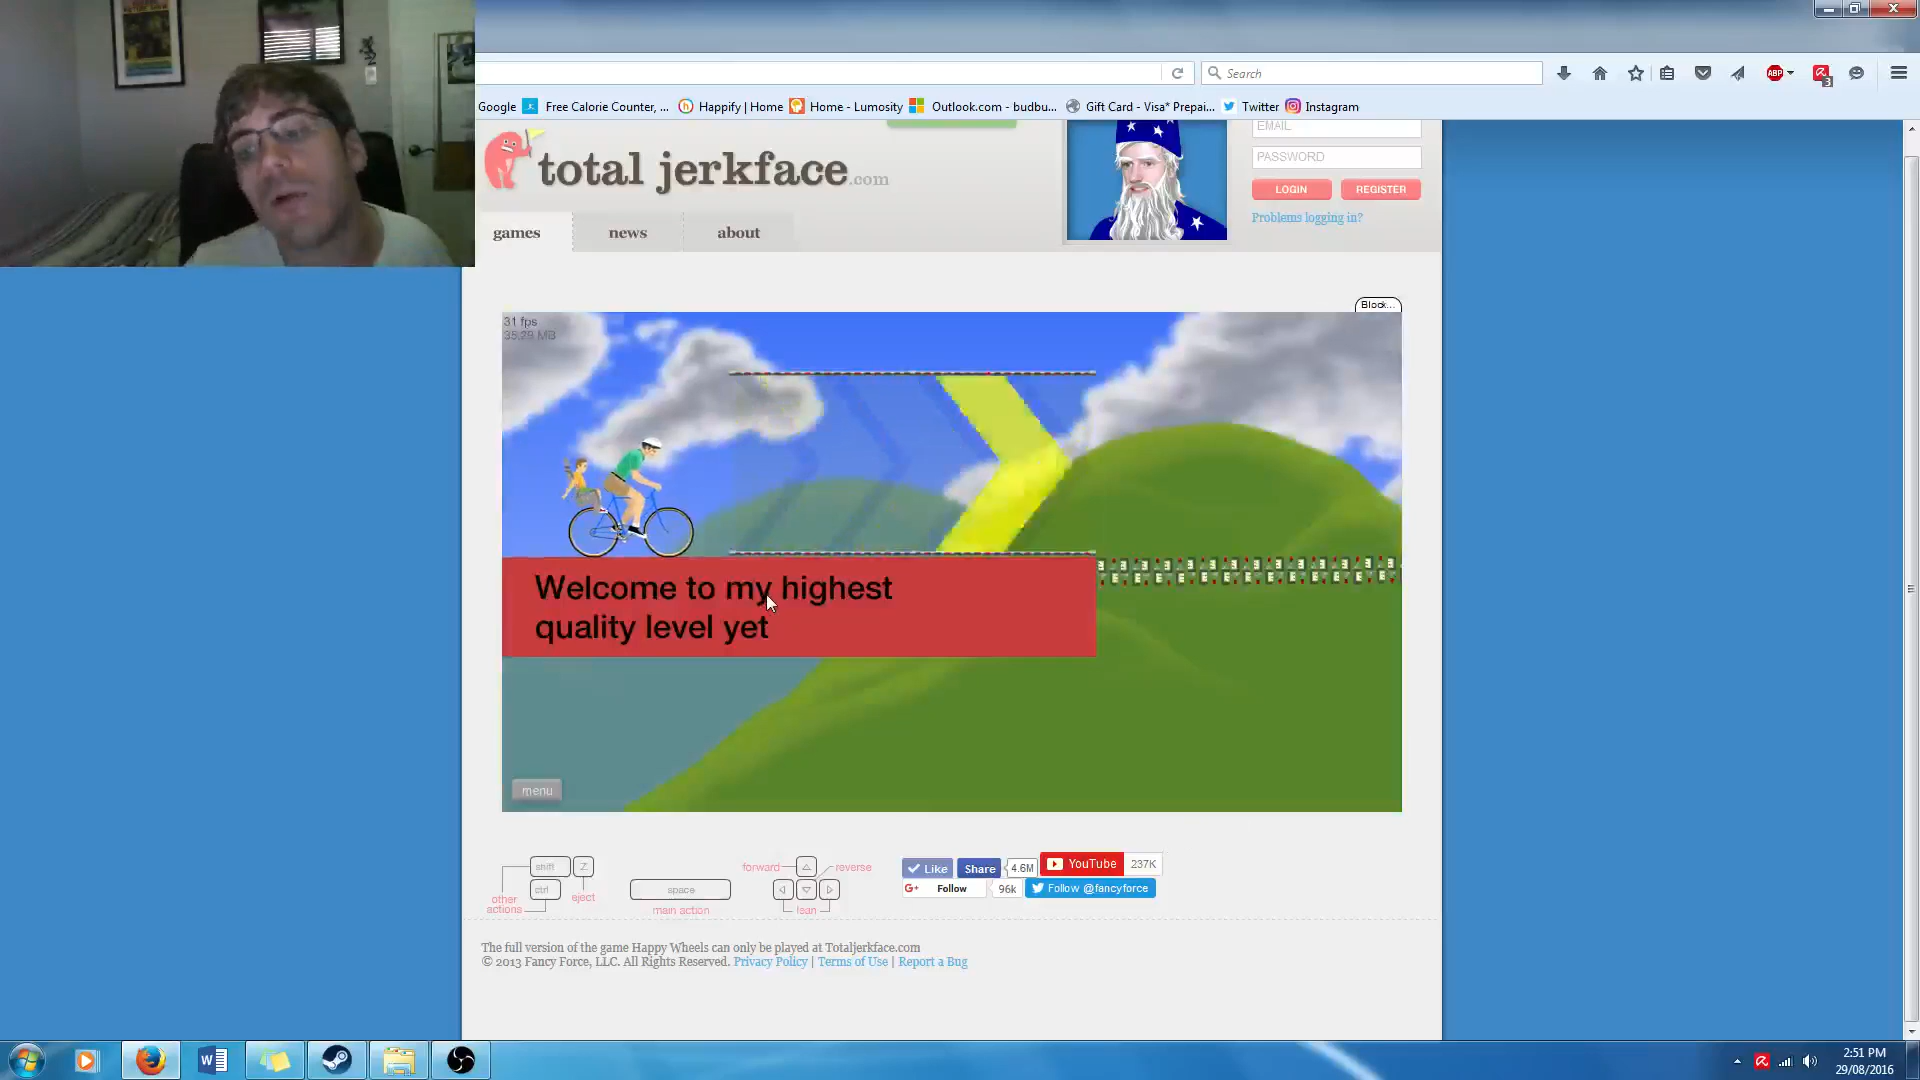 Search
ABP
3
Google
Free Calorie Counter, ...
Happify | Home
Home - Lumosity
Outlook.com - budbu...
Gift Card - Visa* Prepai...
Twitter
Instagram
total jerkface.com
EMAIL
PASSWORD
LOGIN
REGISTER
Problems logging in?
games
news
about
Block...
31 fps
35.29 MB
Welcome to my highest
quality level yet
menu
shift
Z
ctrl
other
actions
eject
space
main action
forward
reverse
lean
Like
Share
4.6M
YouTube
237K
G+
Follow
96k
Follow @fancyforce
The full version of the game Happy Wheels can only be played at Totaljerkface.com
© 2013 Fancy Force, LLC. All Rights Reserved. Privacy Policy | Terms of Use | Report a Bug
2:51 PM
29/08/2016